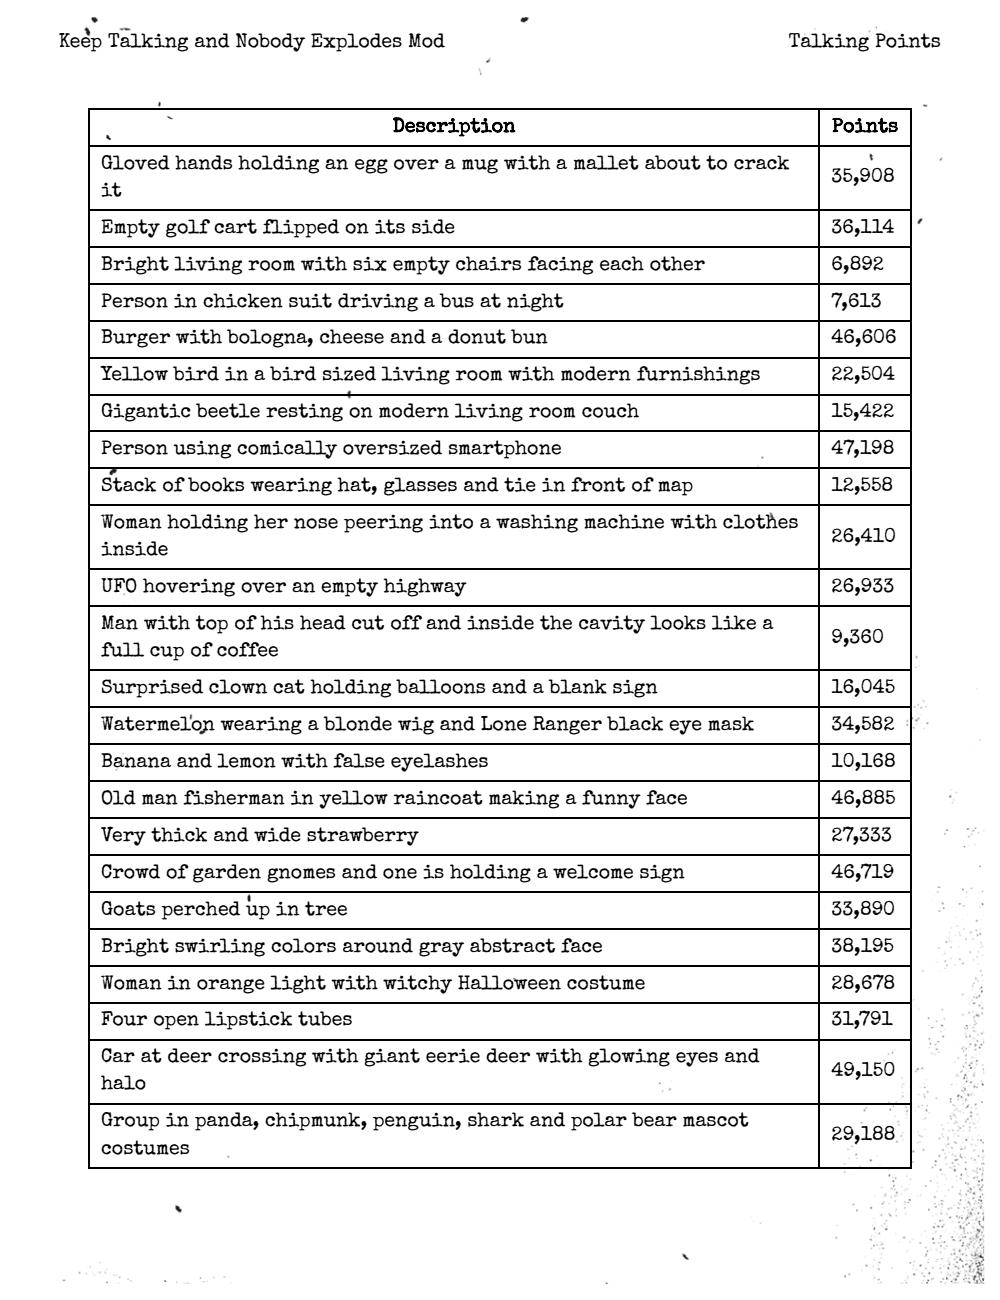 Keep Talking and Nobody Explodes Mod
Talking Points
Description
Points
Gloved hands holding an egg over a mug with a mallet about to crack
it
35,908
Empty golf cart flipped on its side
36,114
Bright living room with six empty chairs facing each other
6,892
Person in chicken suit driving a bus at night
7,613
Burger with bologna, cheese and a donut bun
46,606
Yellow bird in a bird sized living room with modern furnishings
22,504
Gigantic beetle resting on modern living room couch
15,422
Person using comically oversized smartphone
47,198
Stack of books wearing hat, glasses and tie in front of map
12,558
Woman holding her nose peering into a washing machine with clothes
inside
26,410
UFO hovering over an empty highway
26,933
Man with top of his head cut off and inside the cavity looks like a
full cup of coffee
9,360
Surprised clown cat holding balloons and a blank sign
16,045
Watermelon wearing a blonde wig and Lone Ranger black eye mask
34,582
Banana and lemon with false eyelashes
10,168
Old man fisherman in yellow raincoat making a funny face
46,885
Very thick and wide strawberry
27,333
Crowd of garden gnomes and one is holding a welcome sign
46,719
Goats perched up in tree
33,890
Bright swirling colors around gray abstract face
38,195
Woman in orange light with witchy Halloween costume
28,678
Four open lipstick tubes
31,791
Car at deer crossing with giant eerie deer with glowing eyes and
halo
49,150
Group in panda, chipmunk, penguin, shark and polar bear mascot
costumes
29,188